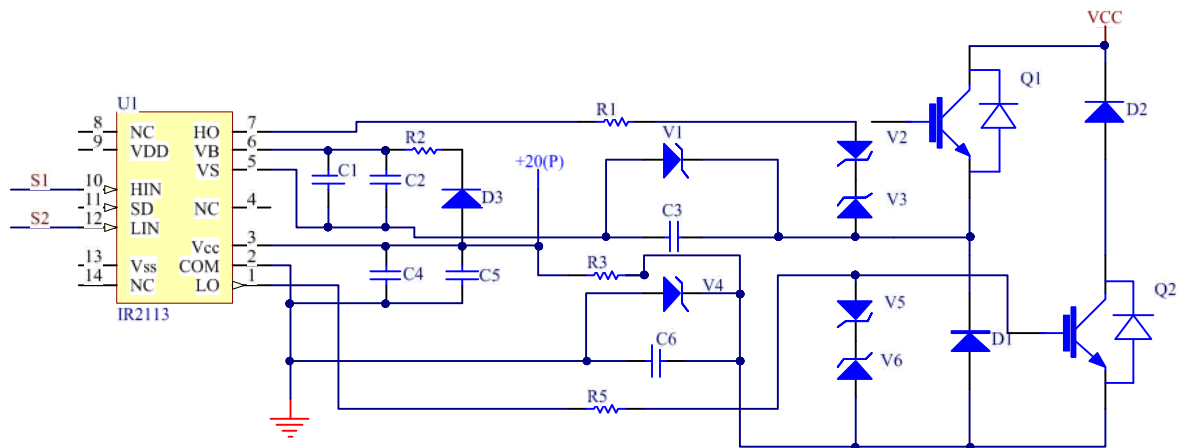 VCC
Q1
U1
R1
D2
8 NC HO 7
V1
V2
9 VDD VB 6
R2
VS 5
+20(P)
C1
C2
S1 10 HIN
D3
V3
11 SD NC 4
S2 12 LIN
C3
Vcc 3
13 Vss COM 2
C4
C5
R3
14 NC LO 1
V4
V5
Q2
IR2113
C6
D1
V6
R5